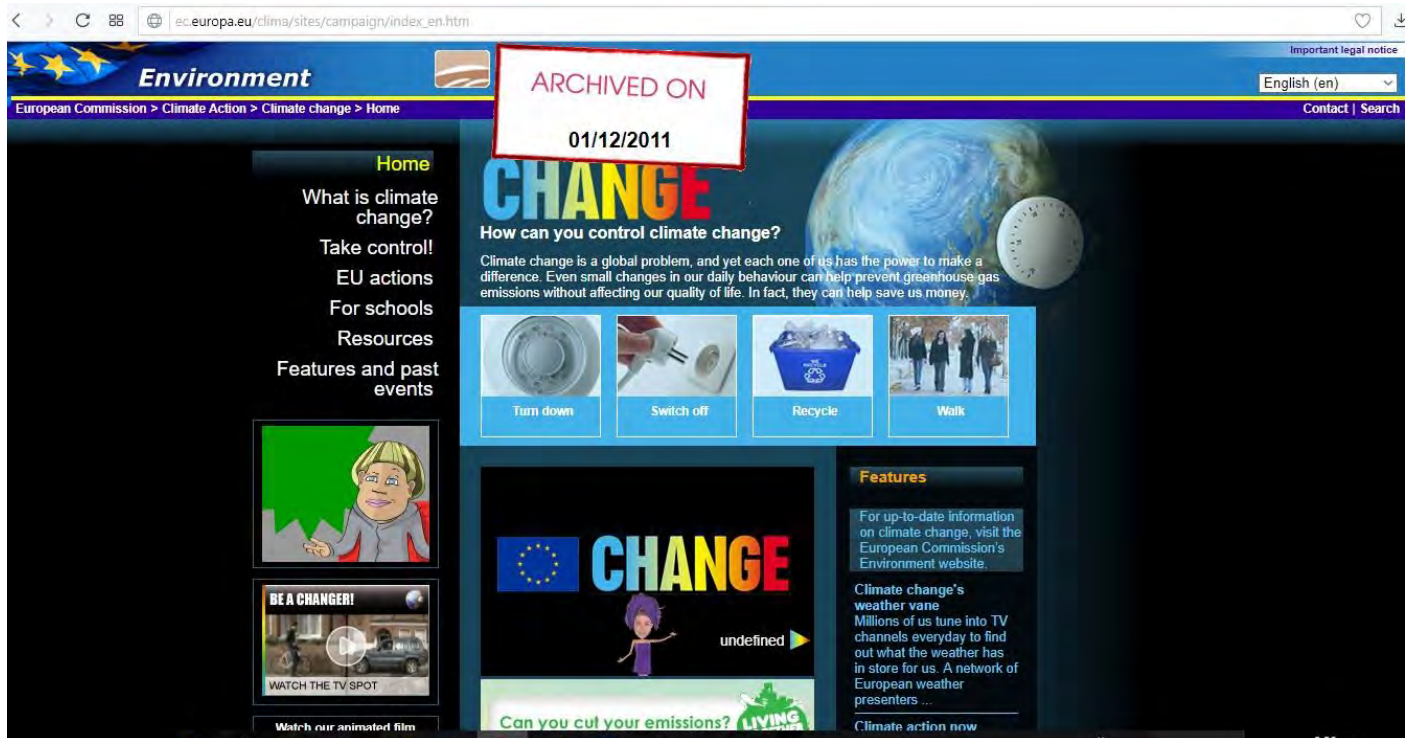 ec.europa.eu/clima/sites/campaign/index_en.htm
Important legal notice
Environment
ARCHIVED ON
01/12/2011
English (en)
European Commission > Climate Action > Climate change > Home
Contact | Search
Home
What is climate
change?
Take control!
EU actions
For schools
Resources
Features and past
events
BE A CHANGER!
WATCH THE TV SPOT
Watch our animated film
CHANGE
How can you control climate change?
Climate change is a global problem, and yet each one of us has the power to make a
difference. Even small changes in our daily behaviour can help prevent greenhouse gas
emissions without affecting our quality of life. In fact, they can help save us money.
WE
RECYCLE
Turn down
Switch off
Recycle
Walk
CHANGE
undefined
Can you cut your emissions?
LIVING
Features
For up-to-date information
on climate change, visit the
European Commission's
Environment website.
Climate change's
weather vane
Millions of us tune into TV
channels everyday to find
out what the weather has
in store for us. A network of
European weather
presenters ...
Climate action now